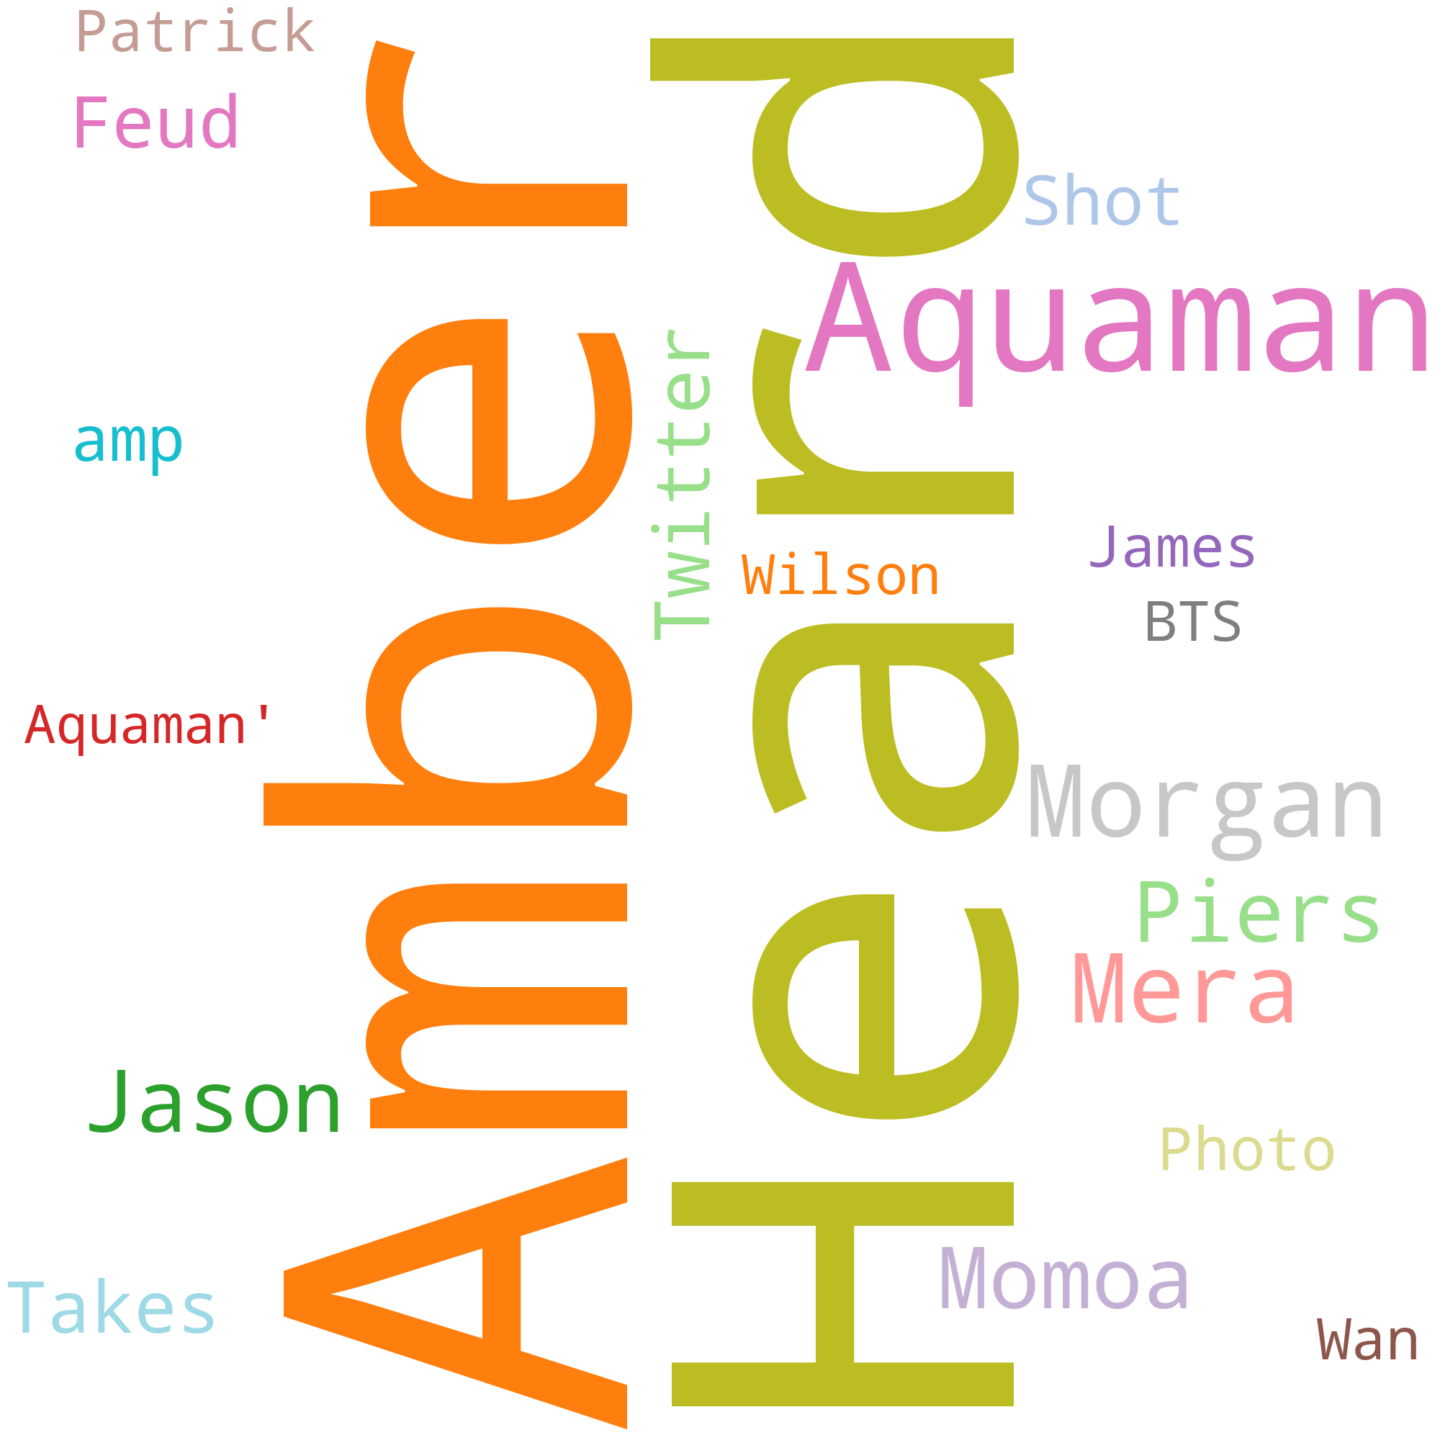 Patrick
Feud
Shot
Aquaman
Amber
Heard
Twitter
amp
James
Wilson
BTS
Aquaman'
Morgan
Piers
Mera
Jason
Photo
Momoa
Takes
Wan